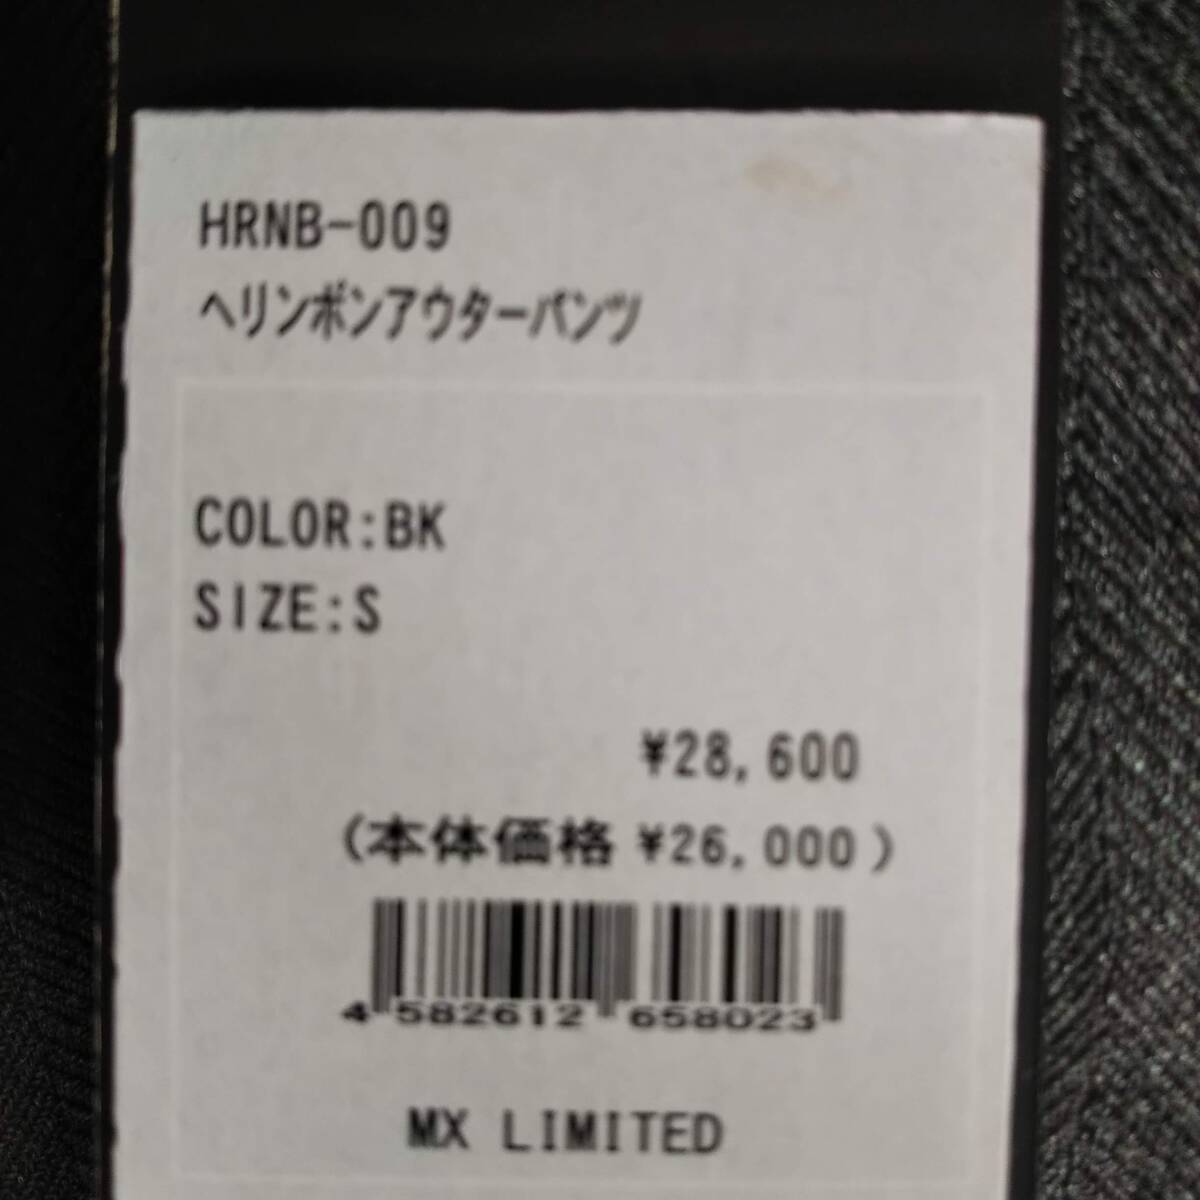 HRNB-009
ヘリンボンアウターパンツ
COLOR:BK
SIZE:S
¥28,600
(本体価格 ¥26,000)
4 582612 658023
MX LIMITED